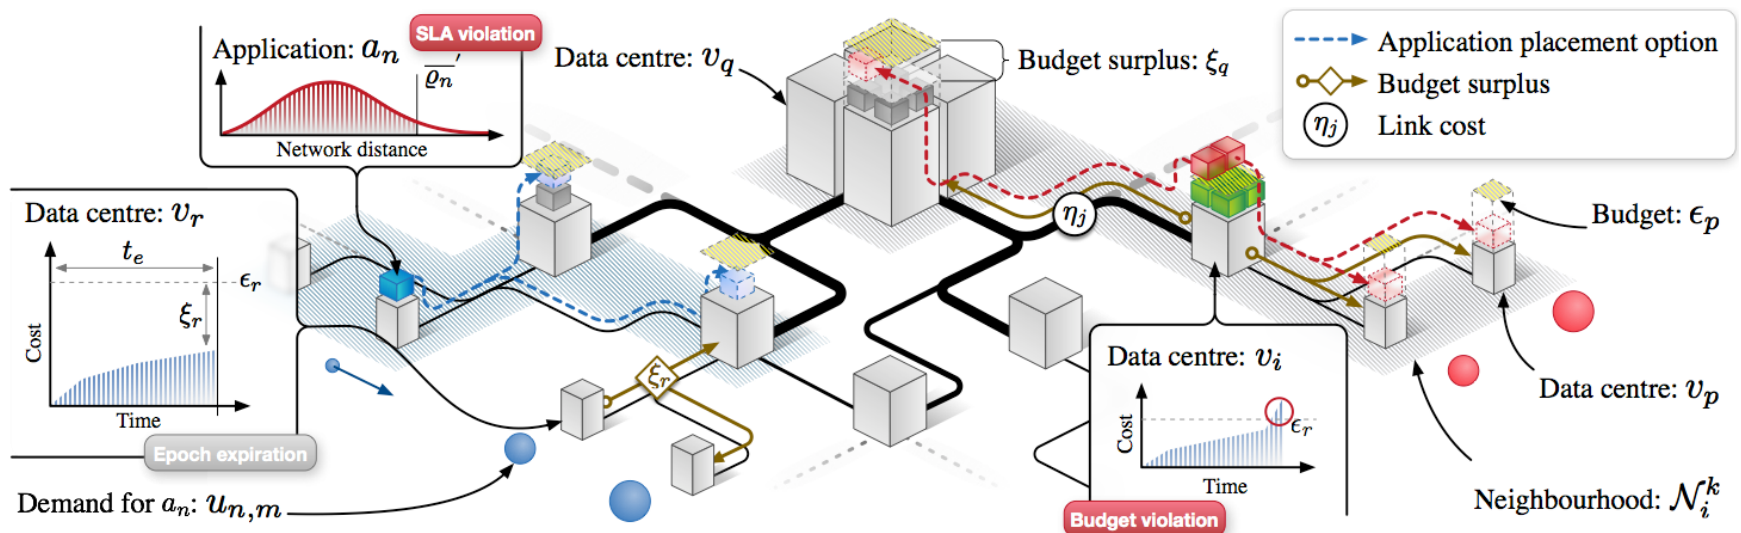 SLA violation
Application: aₙ
ϱₙ′
Network distance
Data centre: v_q
Budget surplus: ξ_q
Application placement option
Budget surplus
η_j Link cost
Data centre: v_r
t_e
ϵ_r
ξ_r
Cost
Time
Epoch expiration
Demand for aₙ: u_{n,m}
ξ_r
η_j
Budget: ϵ_p
Data centre: v_i
Cost
ϵ_r
Time
Budget violation
Data centre: v_p
Neighbourhood: 𝒩_i^k